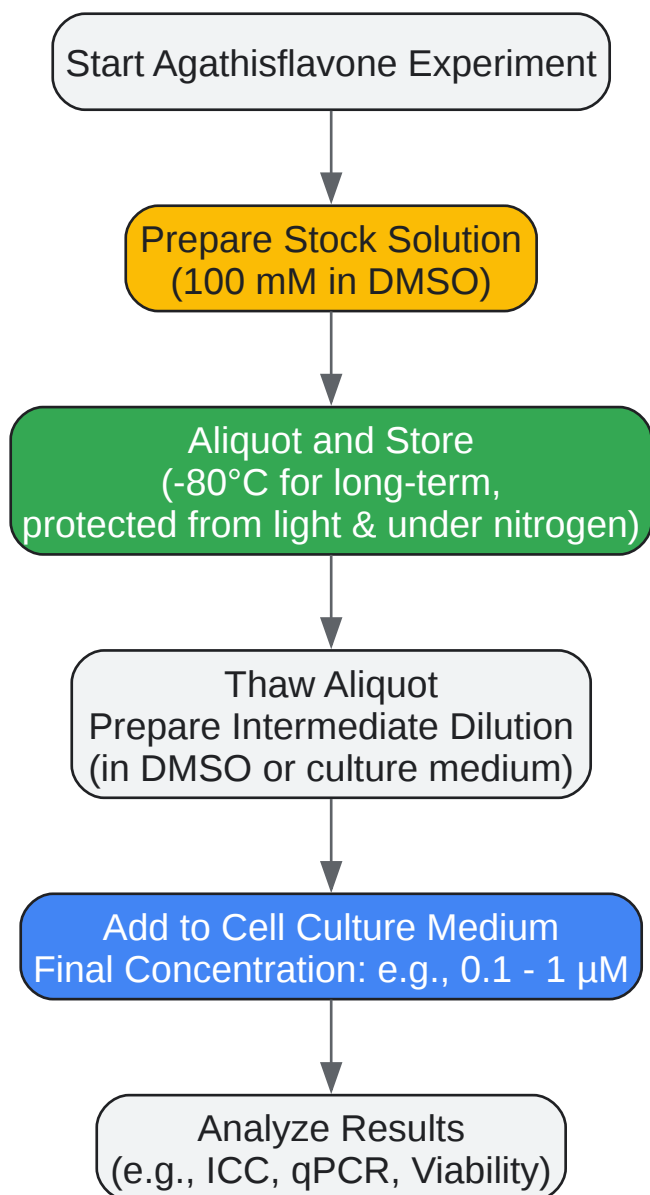 Start Agathisflavone Experiment
Prepare Stock Solution
(100 mM in DMSO)
Aliquot and Store
(-80°C for long-term,
protected from light & under nitrogen)
Thaw Aliquot
Prepare Intermediate Dilution
(in DMSO or culture medium)
Add to Cell Culture Medium
Final Concentration: e.g., 0.1 - 1 µM
Analyze Results
(e.g., ICC, qPCR, Viability)